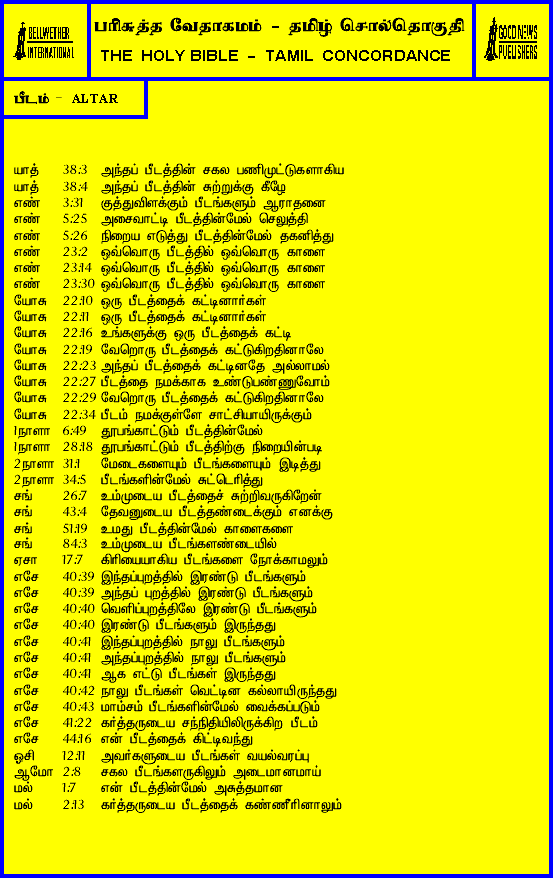 BELLWETHER INTERNATIONAL
பரிசுத்த வேதாகமம் - தமிழ் சொல்தொகுதி
THE HOLY BIBLE - TAMIL CONCORDANCE
GOOD NEWS PUBLISHERS
பீடம் - ALTAR
யாத் 38:3 அந்தப் பீடத்தின் சகல பணிமுட்டுகளாகிய
யாத் 38:4 அந்தப் பீடத்தின் சுற்றுக்கு கீழே
எண் 3:31 குத்துவிளக்கும் பீடங்களும் ஆராதனை
எண் 5:25 அசைவாட்டி பீடத்தின்மேல் செலுத்தி
எண் 5:26 நிறைய எடுத்து பீடத்தின்மேல் தகனித்து
எண் 23:2 ஒவ்வொரு பீடத்தில் ஒவ்வொரு காளை
எண் 23:14 ஒவ்வொரு பீடத்தில் ஒவ்வொரு காளை
எண் 23:30 ஒவ்வொரு பீடத்தில் ஒவ்வொரு காளை
யோசு 22:10 ஒரு பீடத்தைக் கட்டினார்கள்
யோசு 22:11 ஒரு பீடத்தைக் கட்டினார்கள்
யோசு 22:16 உங்களுக்கு ஒரு பீடத்தைக் கட்டி
யோசு 22:19 வேறொரு பீடத்தைக் கட்டுகிறதினாலே
யோசு 22:23 அந்தப் பீடத்தைக் கட்டினதே அல்லாமல்
யோசு 22:27 பீடத்தை நமக்காக உண்டுபண்ணுவோம்
யோசு 22:29 வேறொரு பீடத்தைக் கட்டுகிறதினாலே
யோசு 22:34 பீடம் நமக்குள்ளே சாட்சியாயிருக்கும்
1நாளா 6:49 தூபங்காட்டும் பீடத்தின்மேல்
1நாளா 28:18 தூபங்காட்டும் பீடத்திற்கு நிறையின்படி
2நாளா 31:1 மேடைகளையும் பீடங்களையும் இடித்து
2நாளா 34:5 பீடங்களின்மேல் சுட்டெரித்து
சங் 26:7 உம்முடைய பீடத்தைச் சுற்றிவருகிறேன்
சங் 43:4 தேவனுடைய பீடத்தண்டைக்கும் எனக்கு
சங் 51:19 உமது பீடத்தின்மேல் காளைகளை
சங் 84:3 உம்முடைய பீடங்களண்டையில்
ஏசா 17:7 கிரியையாகிய பீடங்களை நோக்காமலும்
எசே 40:39 இந்தப்புறத்தில் இரண்டு பீடங்களும்
எசே 40:39 அந்தப் புறத்தில் இரண்டு பீடங்களும்
எசே 40:40 வெளிப்புறத்திலே இரண்டு பீடங்களும்
எசே 40:40 இரண்டு பீடங்களும் இருந்தது
எசே 40:41 இந்தப்புறத்தில் நாலு பீடங்களும்
எசே 40:41 அந்தப்புறத்தில் நாலு பீடங்களும்
எசே 40:41 ஆக எட்டு பீடங்கள் இருந்தது
எசே 40:42 நாலு பீடங்கள் வெட்டின கல்லாயிருந்தது
எசே 40:43 மாம்சம் பீடங்களின்மேல் வைக்கப்படும்
எசே 41:22 கர்த்தருடைய சந்நிதியிலிருக்கிற பீடம்
எசே 44:16 என் பீடத்தைக் கிட்டிவந்து
ஓசி 12:11 அவர்களுடைய பீடங்கள் வயல்வரப்பு
ஆமோ 2:8 சகல பீடங்களருகிலும் அடைமானமாய்
மல் 1:7 என் பீடத்தின்மேல் அசுத்தமான
மல் 2:13 கர்த்தருடைய பீடத்தைக் கண்ணீரினாலும்